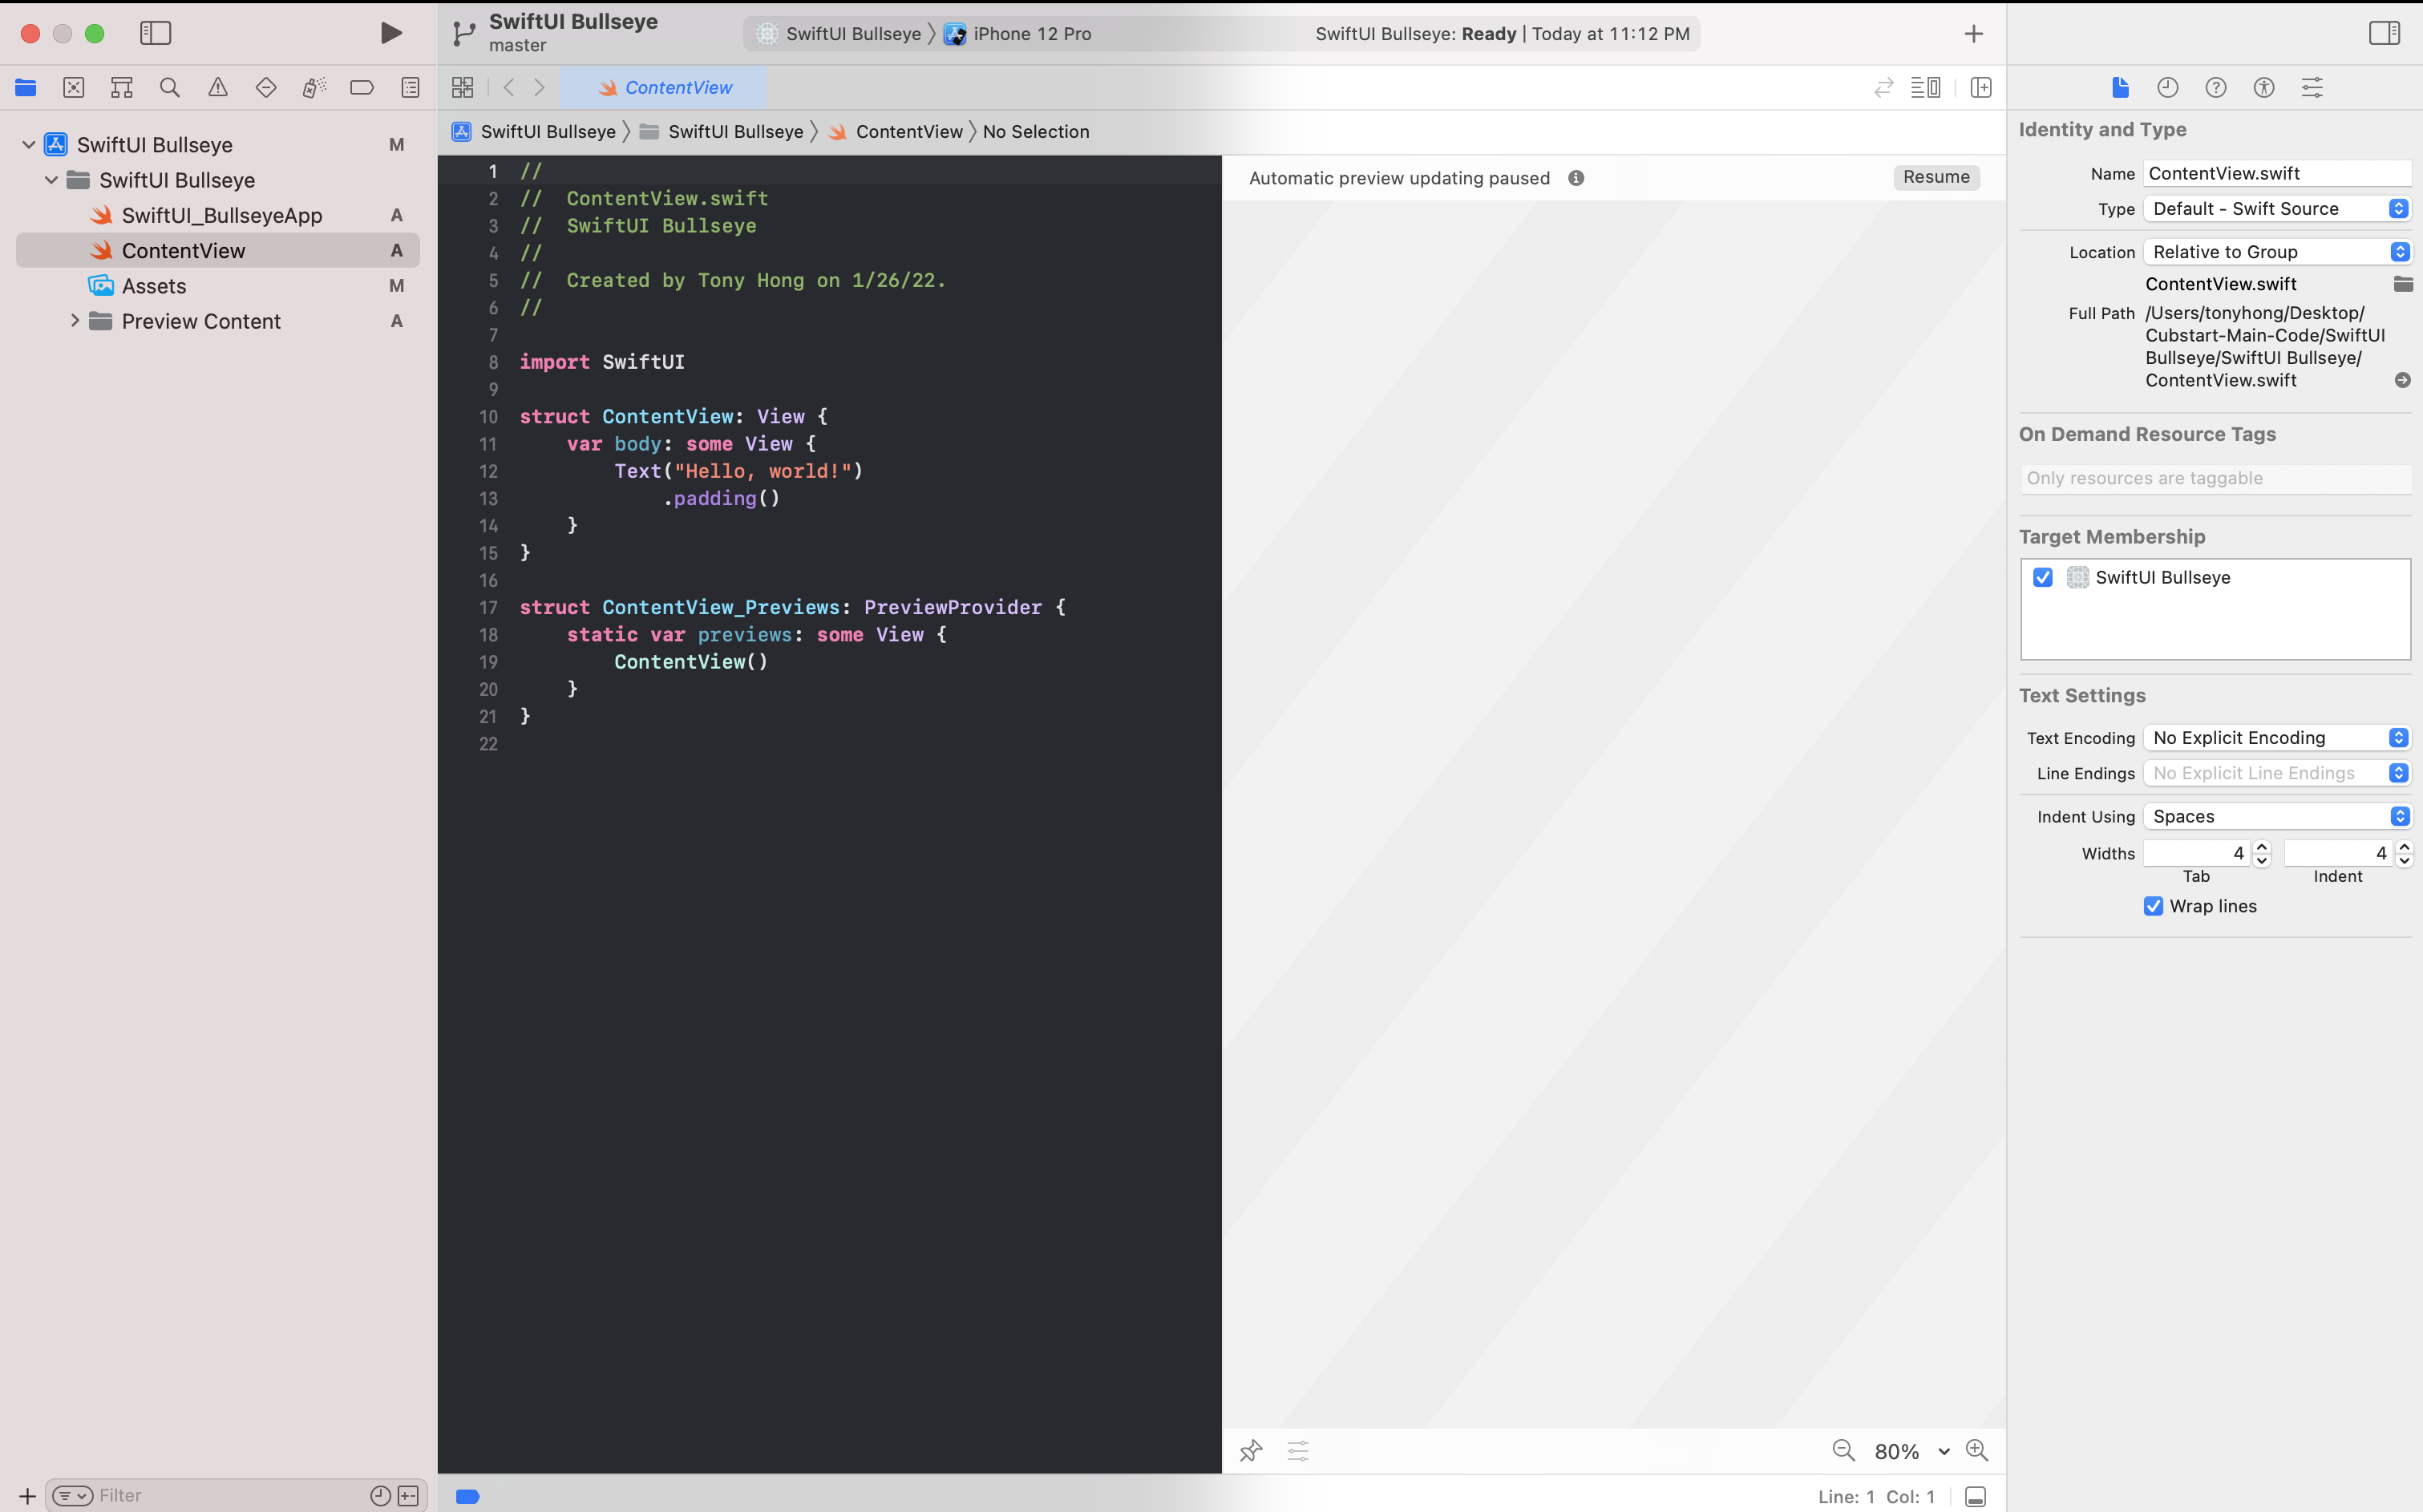 SwiftUI Bullseye
master
SwiftUI Bullseye
iPhone 12 Pro
SwiftUI Bullseye: Ready | Today at 11:12 PM
ContentView
SwiftUI Bullseye
SwiftUI Bullseye
ContentView
No Selection
SwiftUI Bullseye M
SwiftUI Bullseye
SwiftUI_BullseyeApp A
ContentView A
Assets M
Preview Content A
Filter
1 //
2 //  ContentView.swift
3 //  SwiftUI Bullseye
4 //
5 //  Created by Tony Hong on 1/26/22.
6 //
7
8 import SwiftUI
9
10 struct ContentView: View {
11     var body: some View {
12         Text("Hello, world!")
13             .padding()
14     }
15 }
16
17 struct ContentView_Previews: PreviewProvider {
18     static var previews: some View {
19         ContentView()
20     }
21 }
22
Automatic preview updating paused
Resume
80%
Line: 1 Col: 1
Identity and Type
Name ContentView.swift
Type Default - Swift Source
Location Relative to Group
ContentView.swift
Full Path /Users/tonyhong/Desktop/
Cubstart-Main-Code/SwiftUI
Bullseye/SwiftUI Bullseye/
ContentView.swift
On Demand Resource Tags
Only resources are taggable
Target Membership
SwiftUI Bullseye
Text Settings
Text Encoding No Explicit Encoding
Line Endings No Explicit Line Endings
Indent Using Spaces
Widths 4 4
Tab Indent
Wrap lines